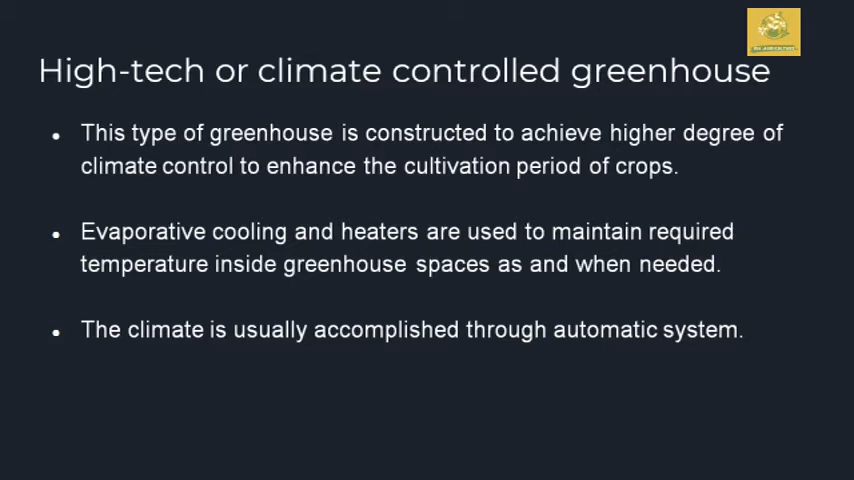 High-tech or climate controlled greenhouse
• This type of greenhouse is constructed to achieve higher degree of
climate control to enhance the cultivation period of crops.
• Evaporative cooling and heaters are used to maintain required
temperature inside greenhouse spaces as and when needed.
• The climate is usually accomplished through automatic system.